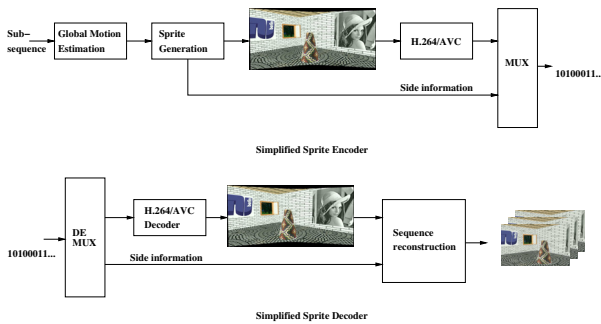 Sub-
sequence
Global Motion
Estimation
Sprite
Generation
H.264/AVC
MUX
10100011..
Side information
Simplified Sprite Encoder
DE
MUX
H.264/AVC
Decoder
10100011...
Side information
Sequence
reconstruction
Simplified Sprite Decoder